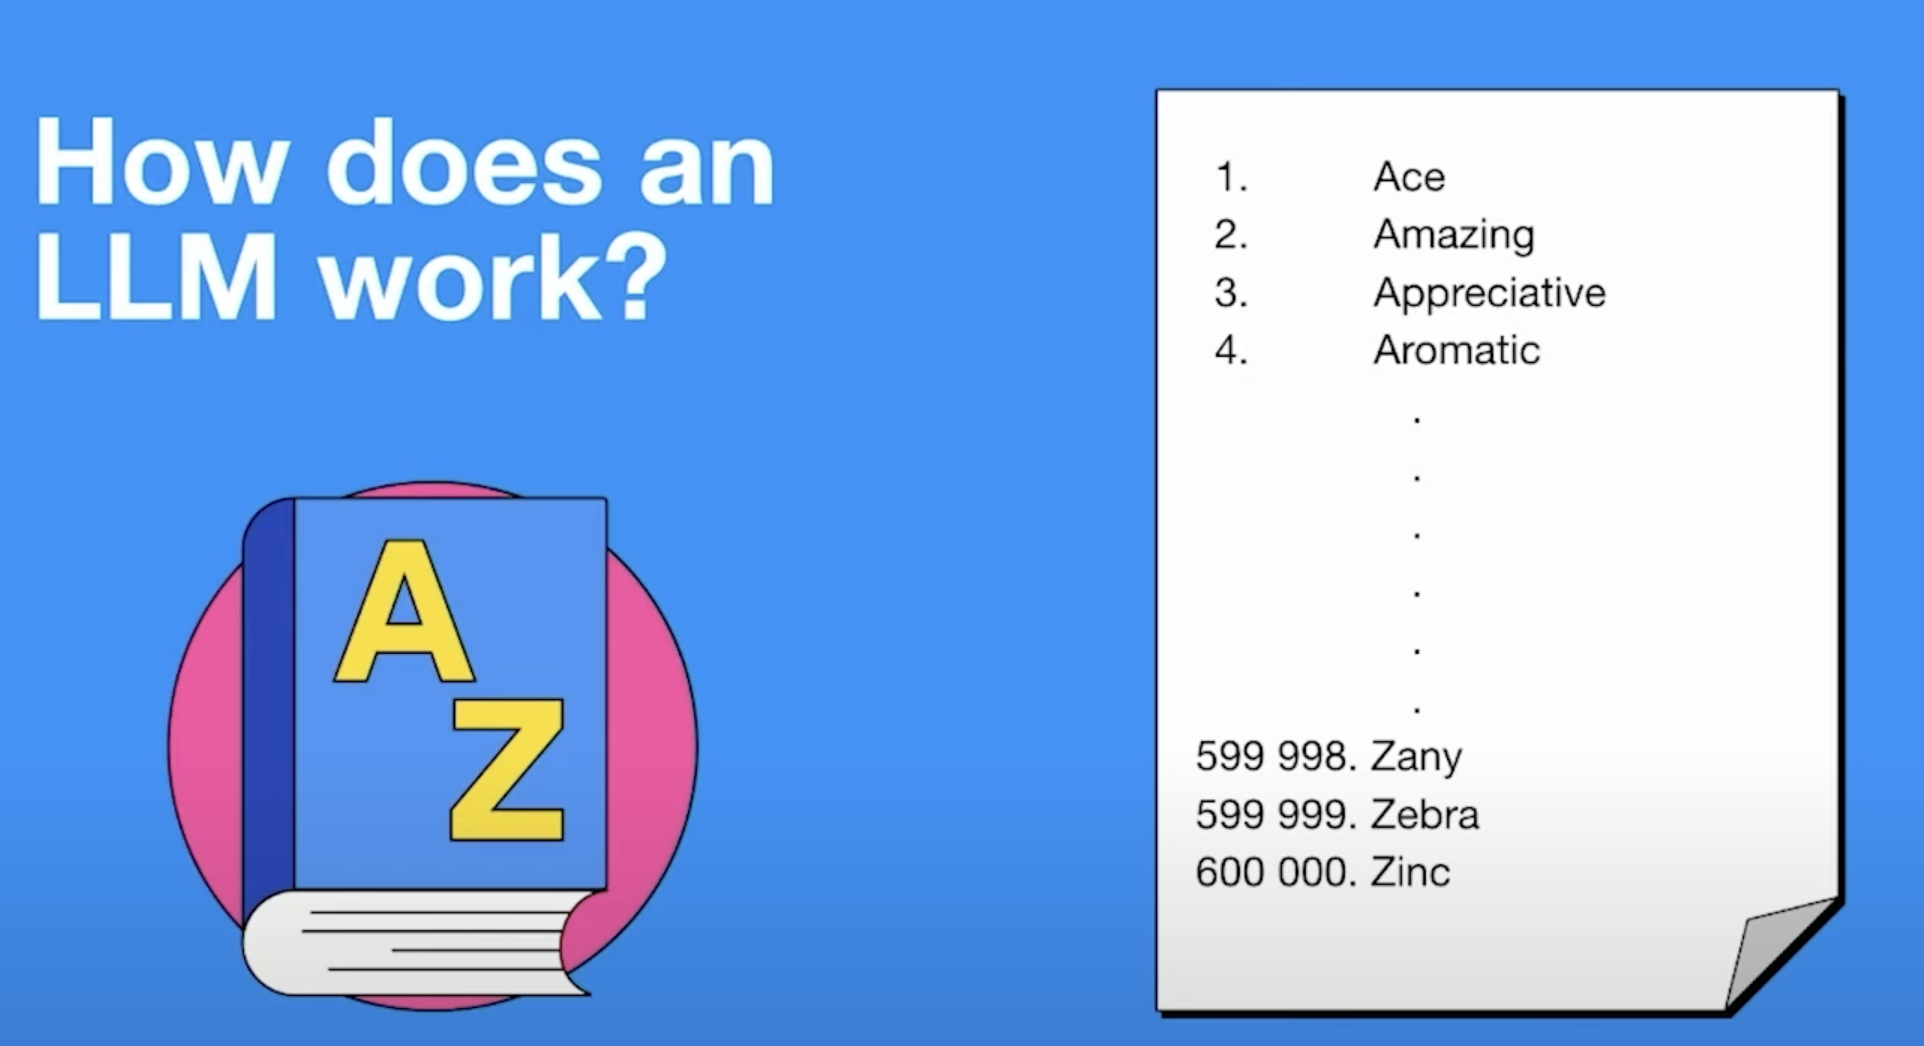 How does an
LLM work?
A
Z
1. Ace
2. Amazing
3. Appreciative
4. Aromatic
.
.
.
.
.
.
599 998. Zany
599 999. Zebra
600 000. Zinc